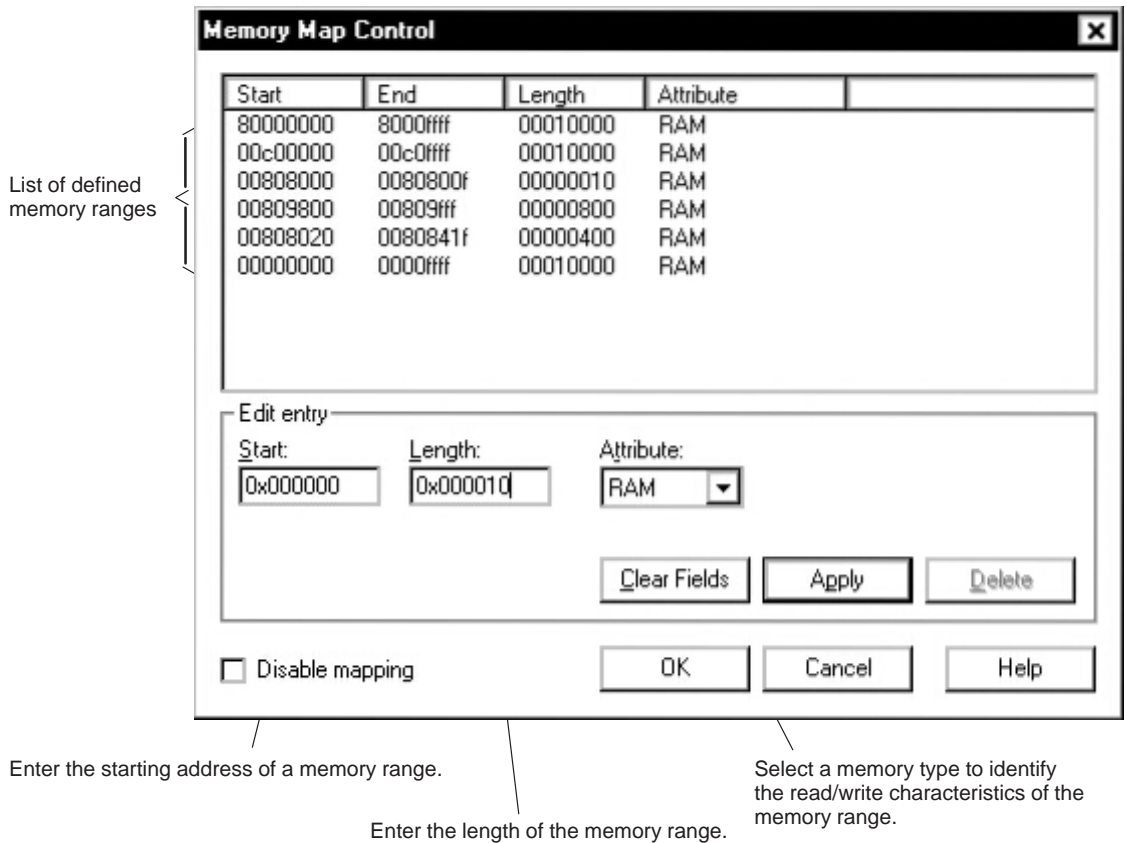 Memory Map Control
Start End Length Attribute
80000000 8000ffff 00010000 RAM
00c00000 00c0ffff 00010000 RAM
00808000 0080800f 00000010 RAM
00809800 00809fff 00000800 RAM
00808020 0080841f 00000400 RAM
00000000 0000ffff 00010000 RAM
List of defined
memory ranges
Edit entry
Start: Length: Attribute:
0x000000 0x000010 RAM
Clear Fields Apply Delete
Disable mapping OK Cancel Help
Enter the starting address of a memory range.
Select a memory type to identify
the read/write characteristics of the
memory range.
Enter the length of the memory range.